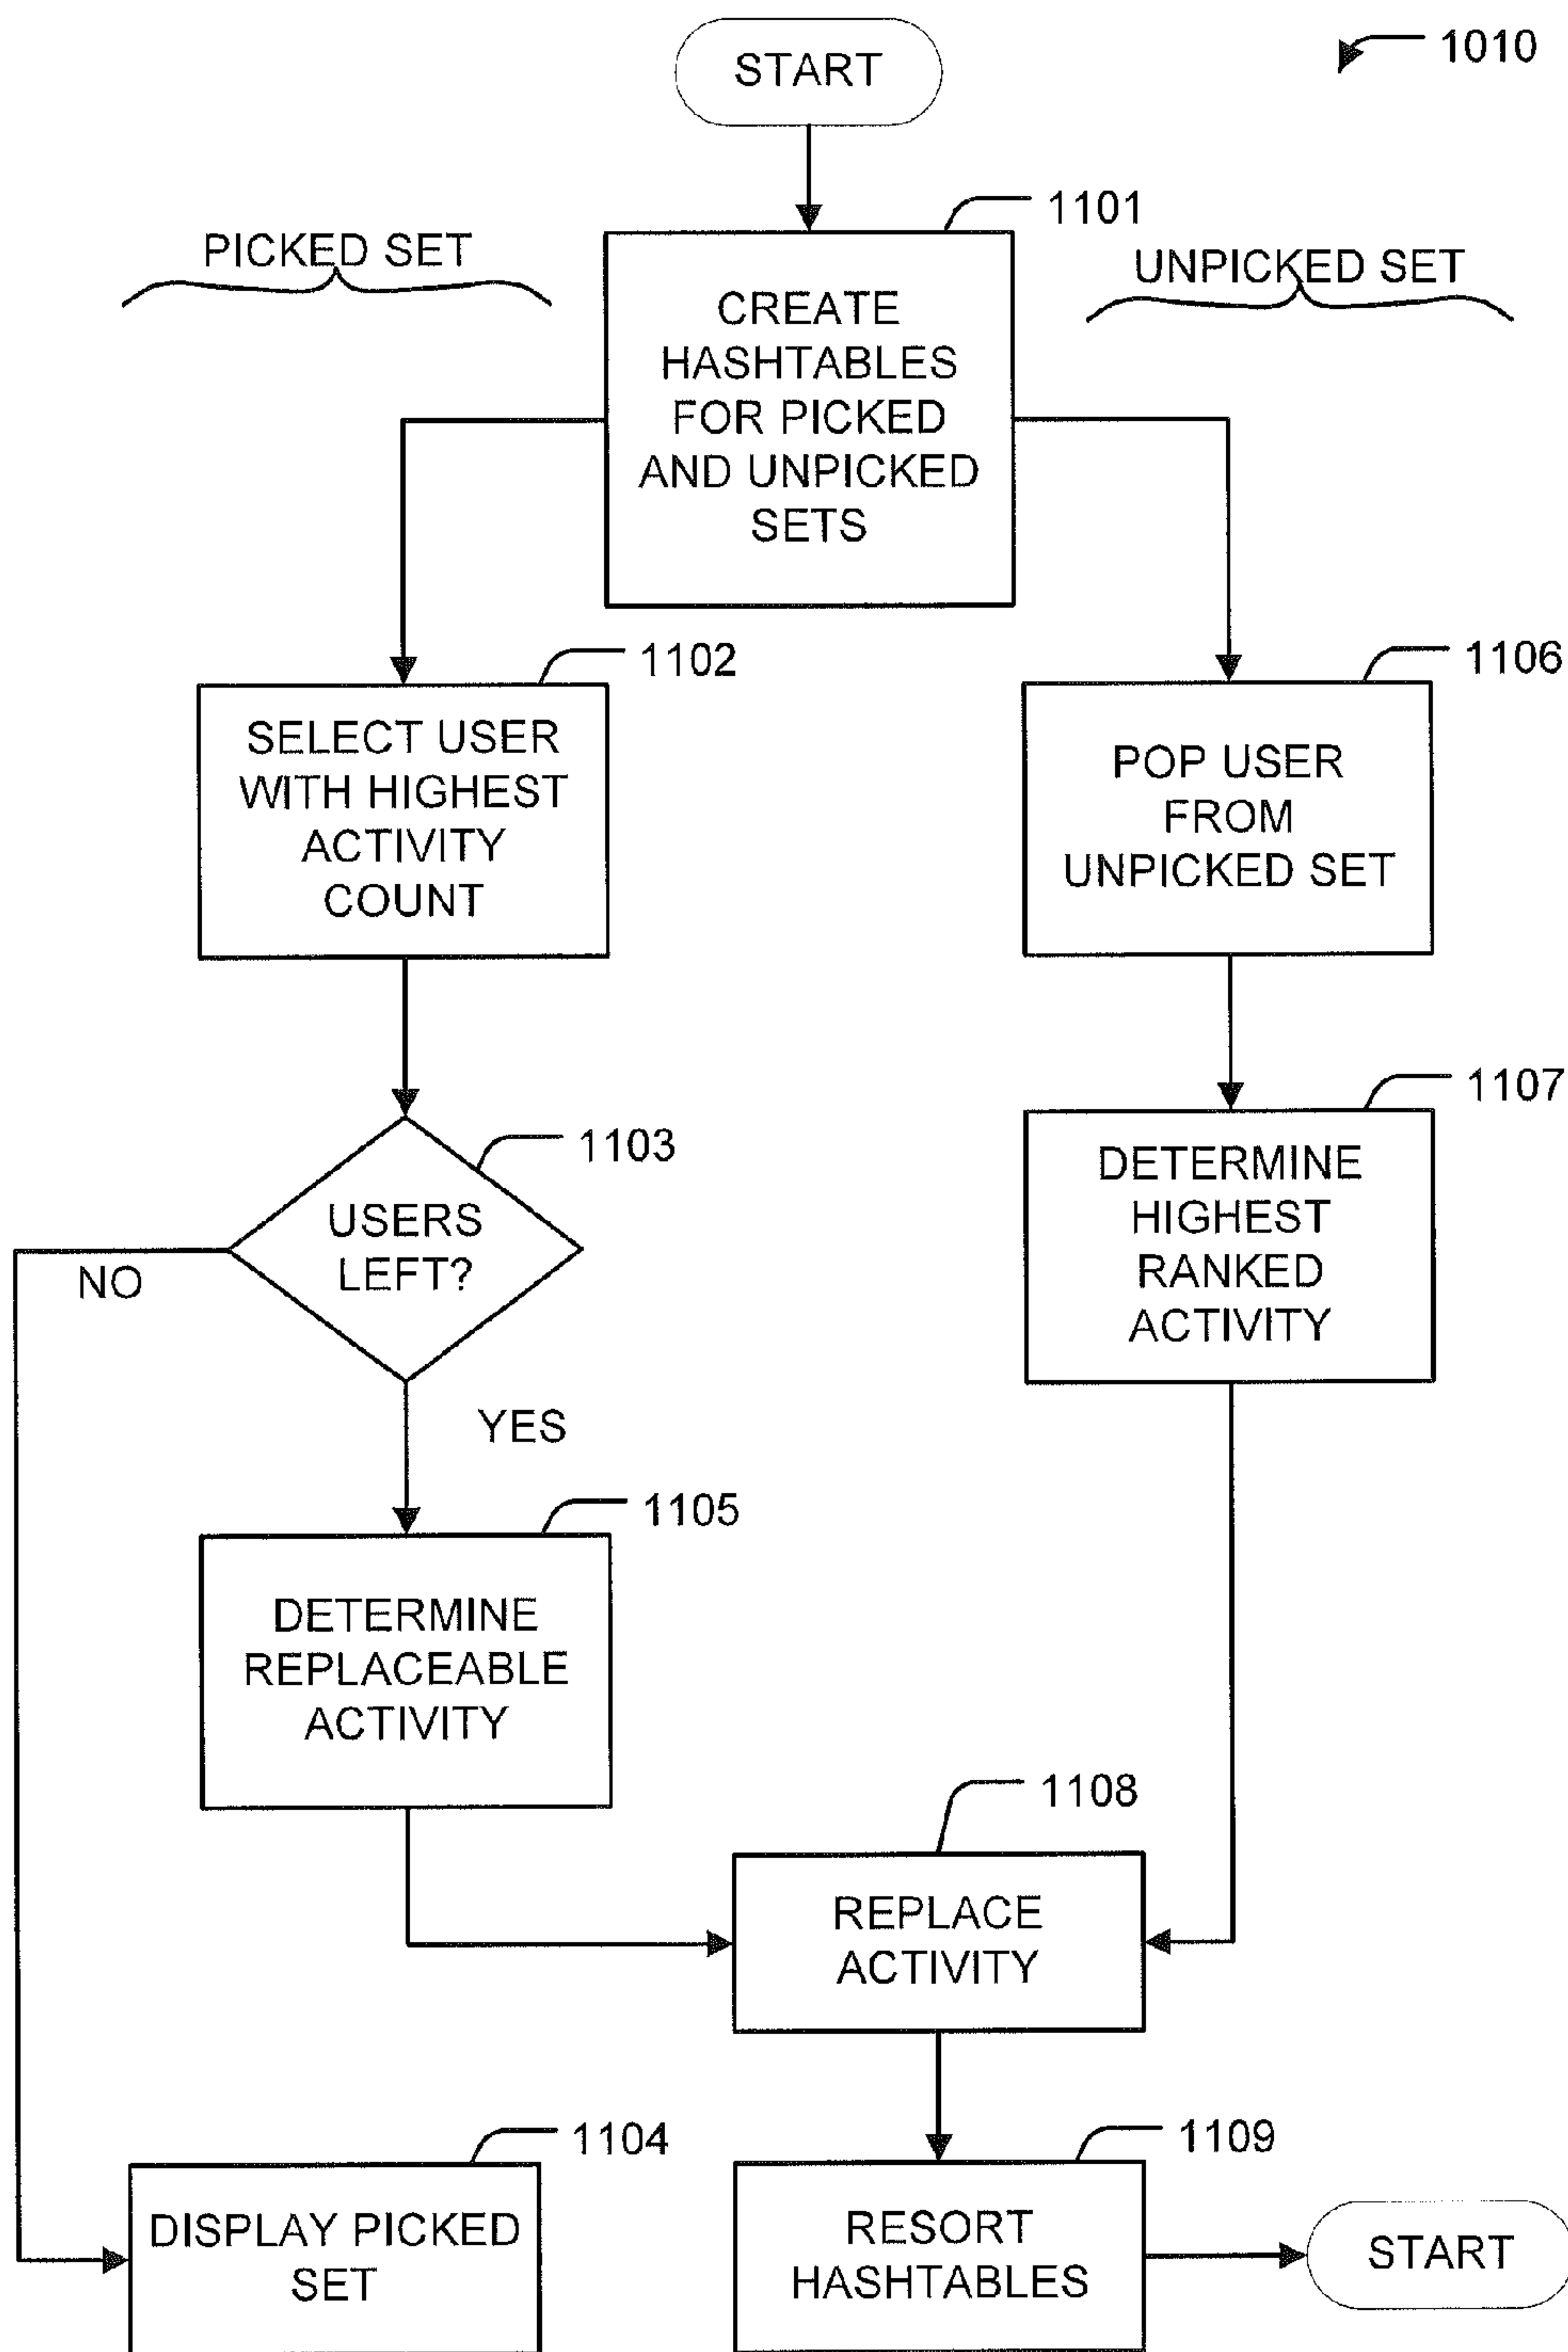 START
1010
1101
PICKED SET
UNPICKED SET
CREATE
HASHTABLES
FOR PICKED
AND UNPICKED
SETS
1102
SELECT USER
WITH HIGHEST
ACTIVITY
COUNT
1106
POP USER
FROM
UNPICKED SET
1103
USERS
LEFT?
NO
YES
1107
DETERMINE
HIGHEST
RANKED
ACTIVITY
1105
DETERMINE
REPLACEABLE
ACTIVITY
1108
REPLACE
ACTIVITY
1104
DISPLAY PICKED
SET
1109
RESORT
HASHTABLES
START